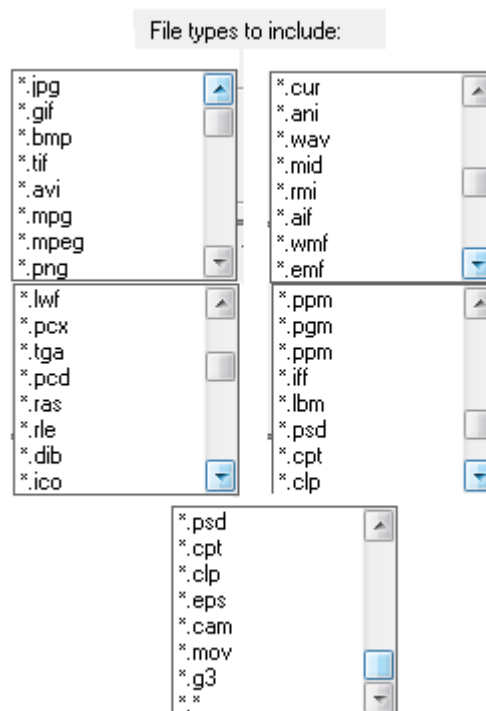 File types to include:
*.jpg
*.gif
*.bmp
*.tif
*.avi
*.mpg
*.mpeg
*.png
*.cur
*.ani
*.wav
*.mid
*.rmi
*.aif
*.wmf
*.emf
*.lwf
*.pcx
*.tga
*.pcd
*.ras
*.rle
*.dib
*.ico
*.ppm
*.pgm
*.ppm
*.iff
*.lbm
*.psd
*.cpt
*.clp
*.psd
*.cpt
*.clp
*.eps
*.cam
*.mov
*.g3
*.*